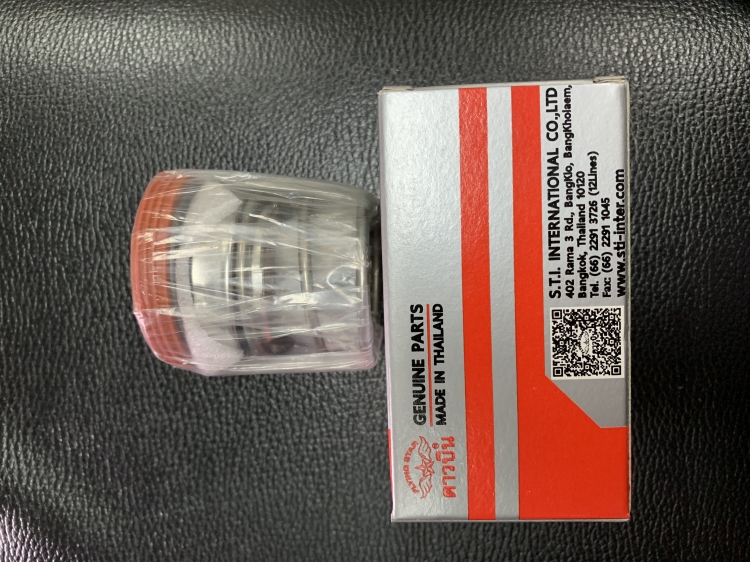 FLYING STAR
ดาวบิน®
GENUINE PARTS
MADE IN THAILAND
S.T.I. INTERNATIONAL CO.,LTD
402 Rama 3 Rd., BangKlo, BangKholaem,
Bangkok, Thailand 10120
Tel. (66) 2291 3726 (12Lines)
Fax: (66) 2291 1045
www.sti-inter.com